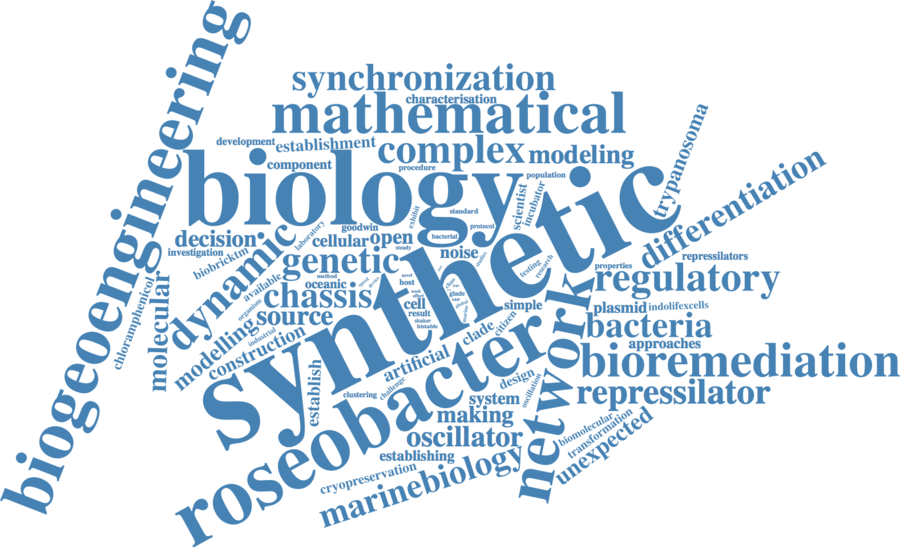 biogeoengineering
synchronization
characterisation
mathematical
development
establishment
complex
modeling
component
procedure
population
biology
synthetic
trypanosoma
scientist
incubator
exhibit
standard
protocol
bacterial
goodwin
laboratory
decision
investigation
cellular
open
steady
noise
studies
differentiation
repressilators
biobricktm
dynamic
genetic
method
oceanic
host
testing
research
properties
regulatory
chloramphenicol
molecular
available
organism
chassis
cell
glade
simple
plasmid
indolifexcells
source
result
shaker
bistable
industrial
modelling
construction
clade
citizen
bacteria
approaches
artificial
network
bioremediation
establish
clustering
challenge
design
oscillation
system
repressilator
roseobacter
making
oscillator
establishing
biomolecular
transformation
unexpected
cryopreservation
marinebiology